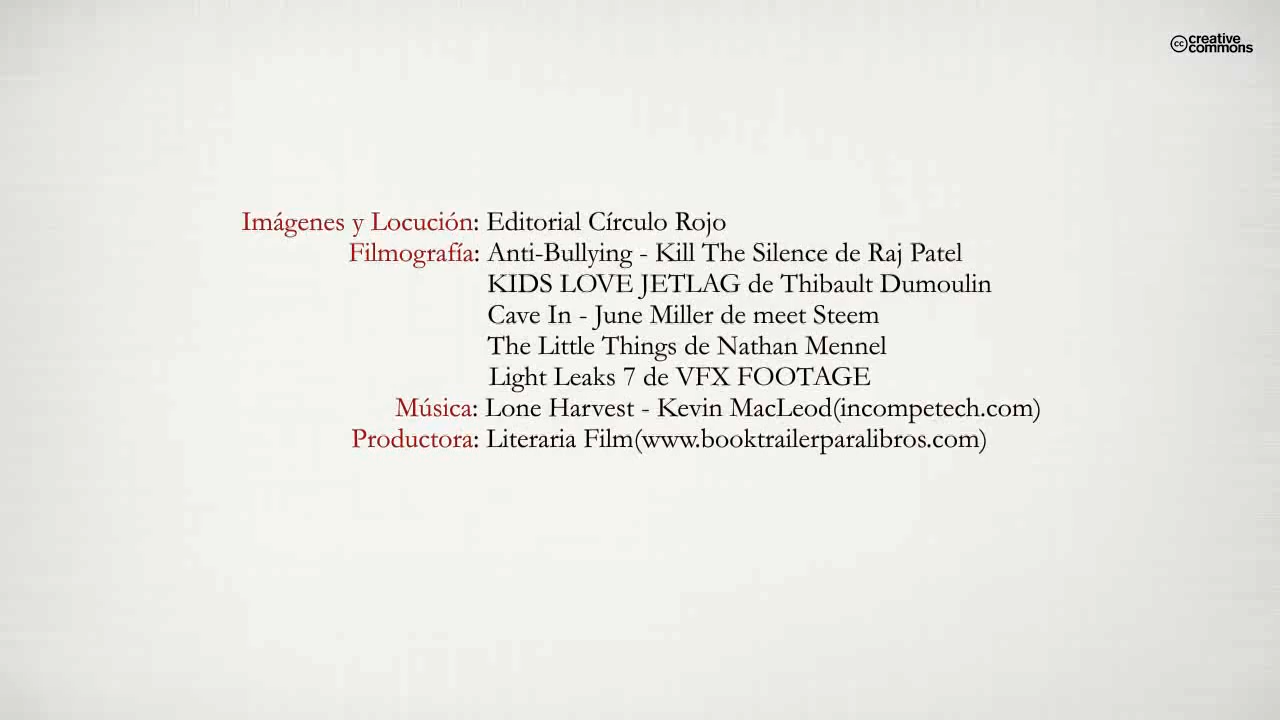 cc creative
commons
Imágenes y Locución: Editorial Círculo Rojo
Filmografía: Anti-Bullying - Kill The Silence de Raj Patel
KIDS LOVE JETLAG de Thibault Dumoulin
Cave In - June Miller de meet Steem
The Little Things de Nathan Mennel
Light Leaks 7 de VFX FOOTAGE
Música: Lone Harvest - Kevin MacLeod(incompetech.com)
Productora: Literaria Film(www.booktrailerparalibros.com)